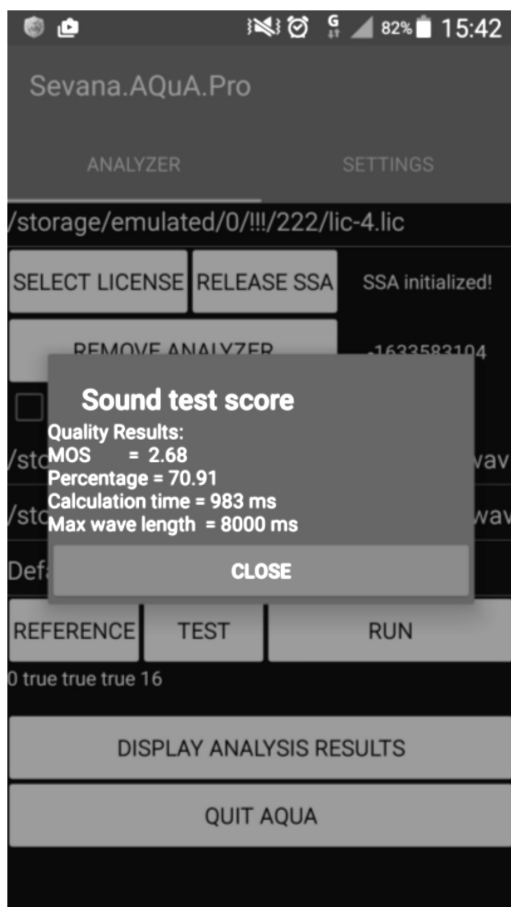 G 82% 15:42
Sevana.AQuA.Pro
ANALYZER SETTINGS
/storage/emulated/0/!!!/222/lic-4.lic
SELECT LICENSE RELEASE SSA SSA initialized!
REMOVE ANALYZER -1633583104
Sound test score
Quality Results:
MOS = 2.68
/sto wav
Percentage = 70.91
Calculation time = 983 ms
/sto wav
Max wave length = 8000 ms
Def
CLOSE
REFERENCE TEST RUN
0 true true true 16
DISPLAY ANALYSIS RESULTS
QUIT AQUA